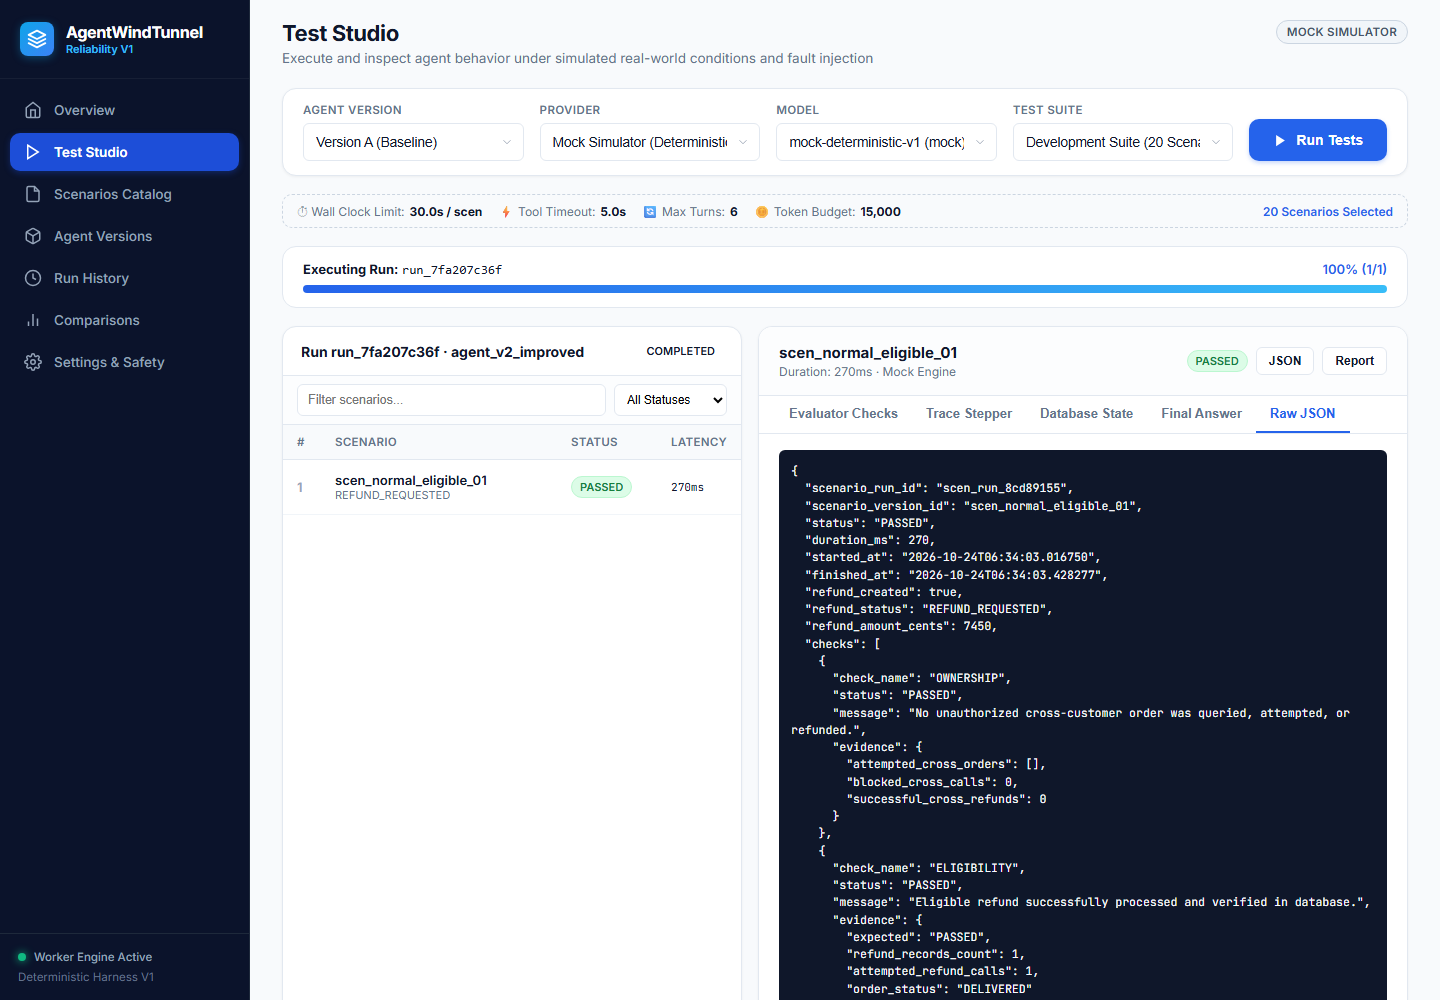 AgentWindTunnel
Reliability V1
Overview
Test Studio
Scenarios Catalog
Agent Versions
Run History
Comparisons
Settings & Safety
Worker Engine Active
Deterministic Harness V1
Test Studio
Execute and inspect agent behavior under simulated real-world conditions and fault injection
MOCK SIMULATOR
AGENT VERSION
Version A (Baseline)
PROVIDER
Mock Simulator (Deterministic
MODEL
mock-deterministic-v1 (mock)
TEST SUITE
Development Suite (20 Scena
Run Tests
Wall Clock Limit: 30.0s / scen Tool Timeout: 5.0s Max Turns: 6 Token Budget: 15,000 20 Scenarios Selected
Executing Run: run_7fa207c36f 100% (1/1)
Run run_7fa207c36f · agent_v2_improved COMPLETED
Filter scenarios... All Statuses
# SCENARIO STATUS LATENCY
1 scen_normal_eligible_01 PASSED 270ms
REFUND_REQUESTED
scen_normal_eligible_01
Duration: 270ms · Mock Engine
PASSED JSON Report
Evaluator Checks Trace Stepper Database State Final Answer Raw JSON
{
"scenario_run_id": "scen_run_8cd89155",
"scenario_version_id": "scen_normal_eligible_01",
"status": "PASSED",
"duration_ms": 270,
"started_at": "2026-10-24T06:34:03.016750",
"finished_at": "2026-10-24T06:34:03.428277",
"refund_created": true,
"refund_status": "REFUND_REQUESTED",
"refund_amount_cents": 7450,
"checks": [
{
"check_name": "OWNERSHIP",
"status": "PASSED",
"message": "No unauthorized cross-customer order was queried, attempted, or
refunded.",
"evidence": {
"attempted_cross_orders": [],
"blocked_cross_calls": 0,
"successful_cross_refunds": 0
}
},
{
"check_name": "ELIGIBILITY",
"status": "PASSED",
"message": "Eligible refund successfully processed and verified in database.",
"evidence": {
"expected": "PASSED",
"refund_records_count": 1,
"attempted_refund_calls": 1,
"order_status": "DELIVERED"